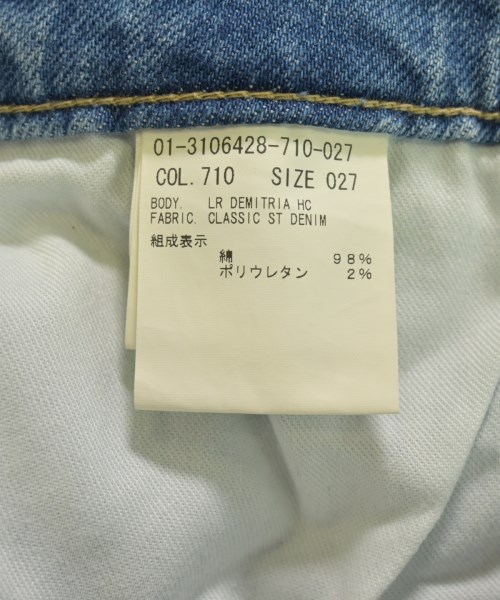 01-3106428-710-027
COL. 710 SIZE 027
BODY. LR DEMITRIA HC
FABRIC. CLASSIC ST DENIM
組成表示
綿 98%
ポリウレタン 2%